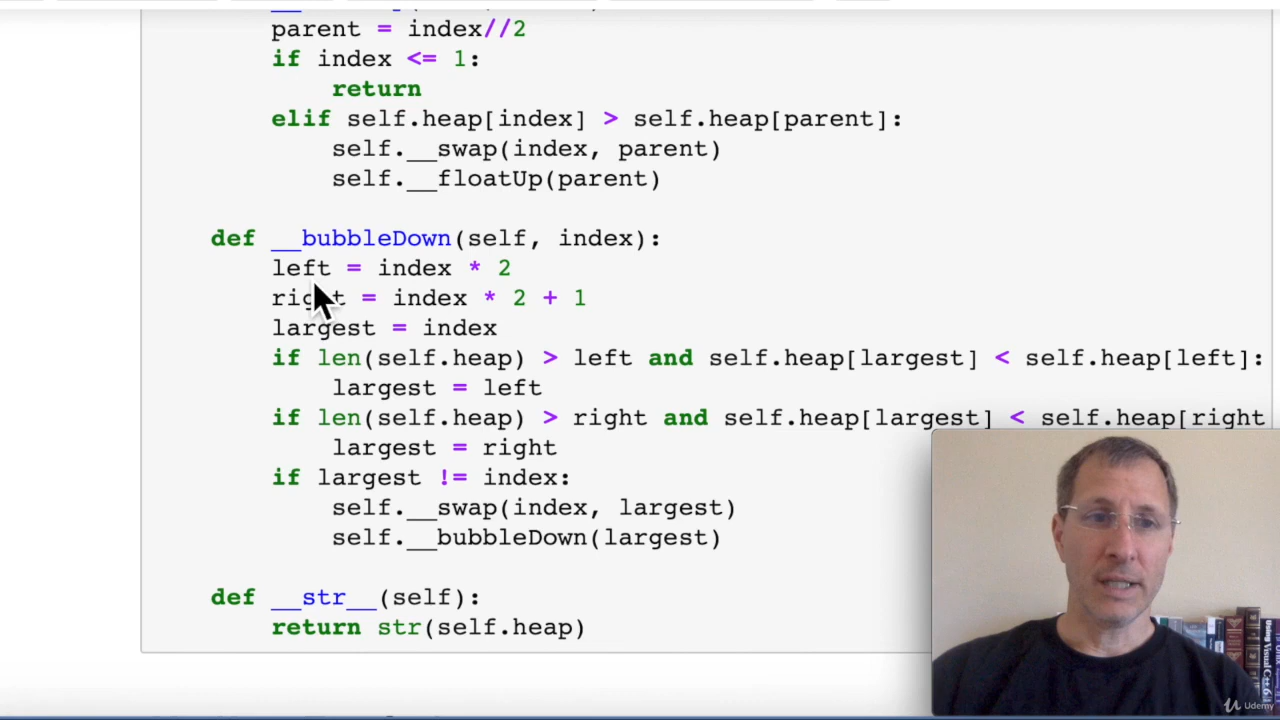 parent = index//2
if index <= 1:
return
elif self.heap[index] > self.heap[parent]:
self.__swap(index, parent)
self.__floatUp(parent)
def __bubbleDown(self, index):
left = index * 2
right = index * 2 + 1
largest = index
if len(self.heap) > left and self.heap[largest] < self.heap[left]:
largest = left
if len(self.heap) > right and self.heap[largest] < self.heap[right
largest = right
if largest != index:
self.__swap(index, largest)
self.__bubbleDown(largest)
def __str__(self):
return str(self.heap)
Using Visual C++ 6
Udemy